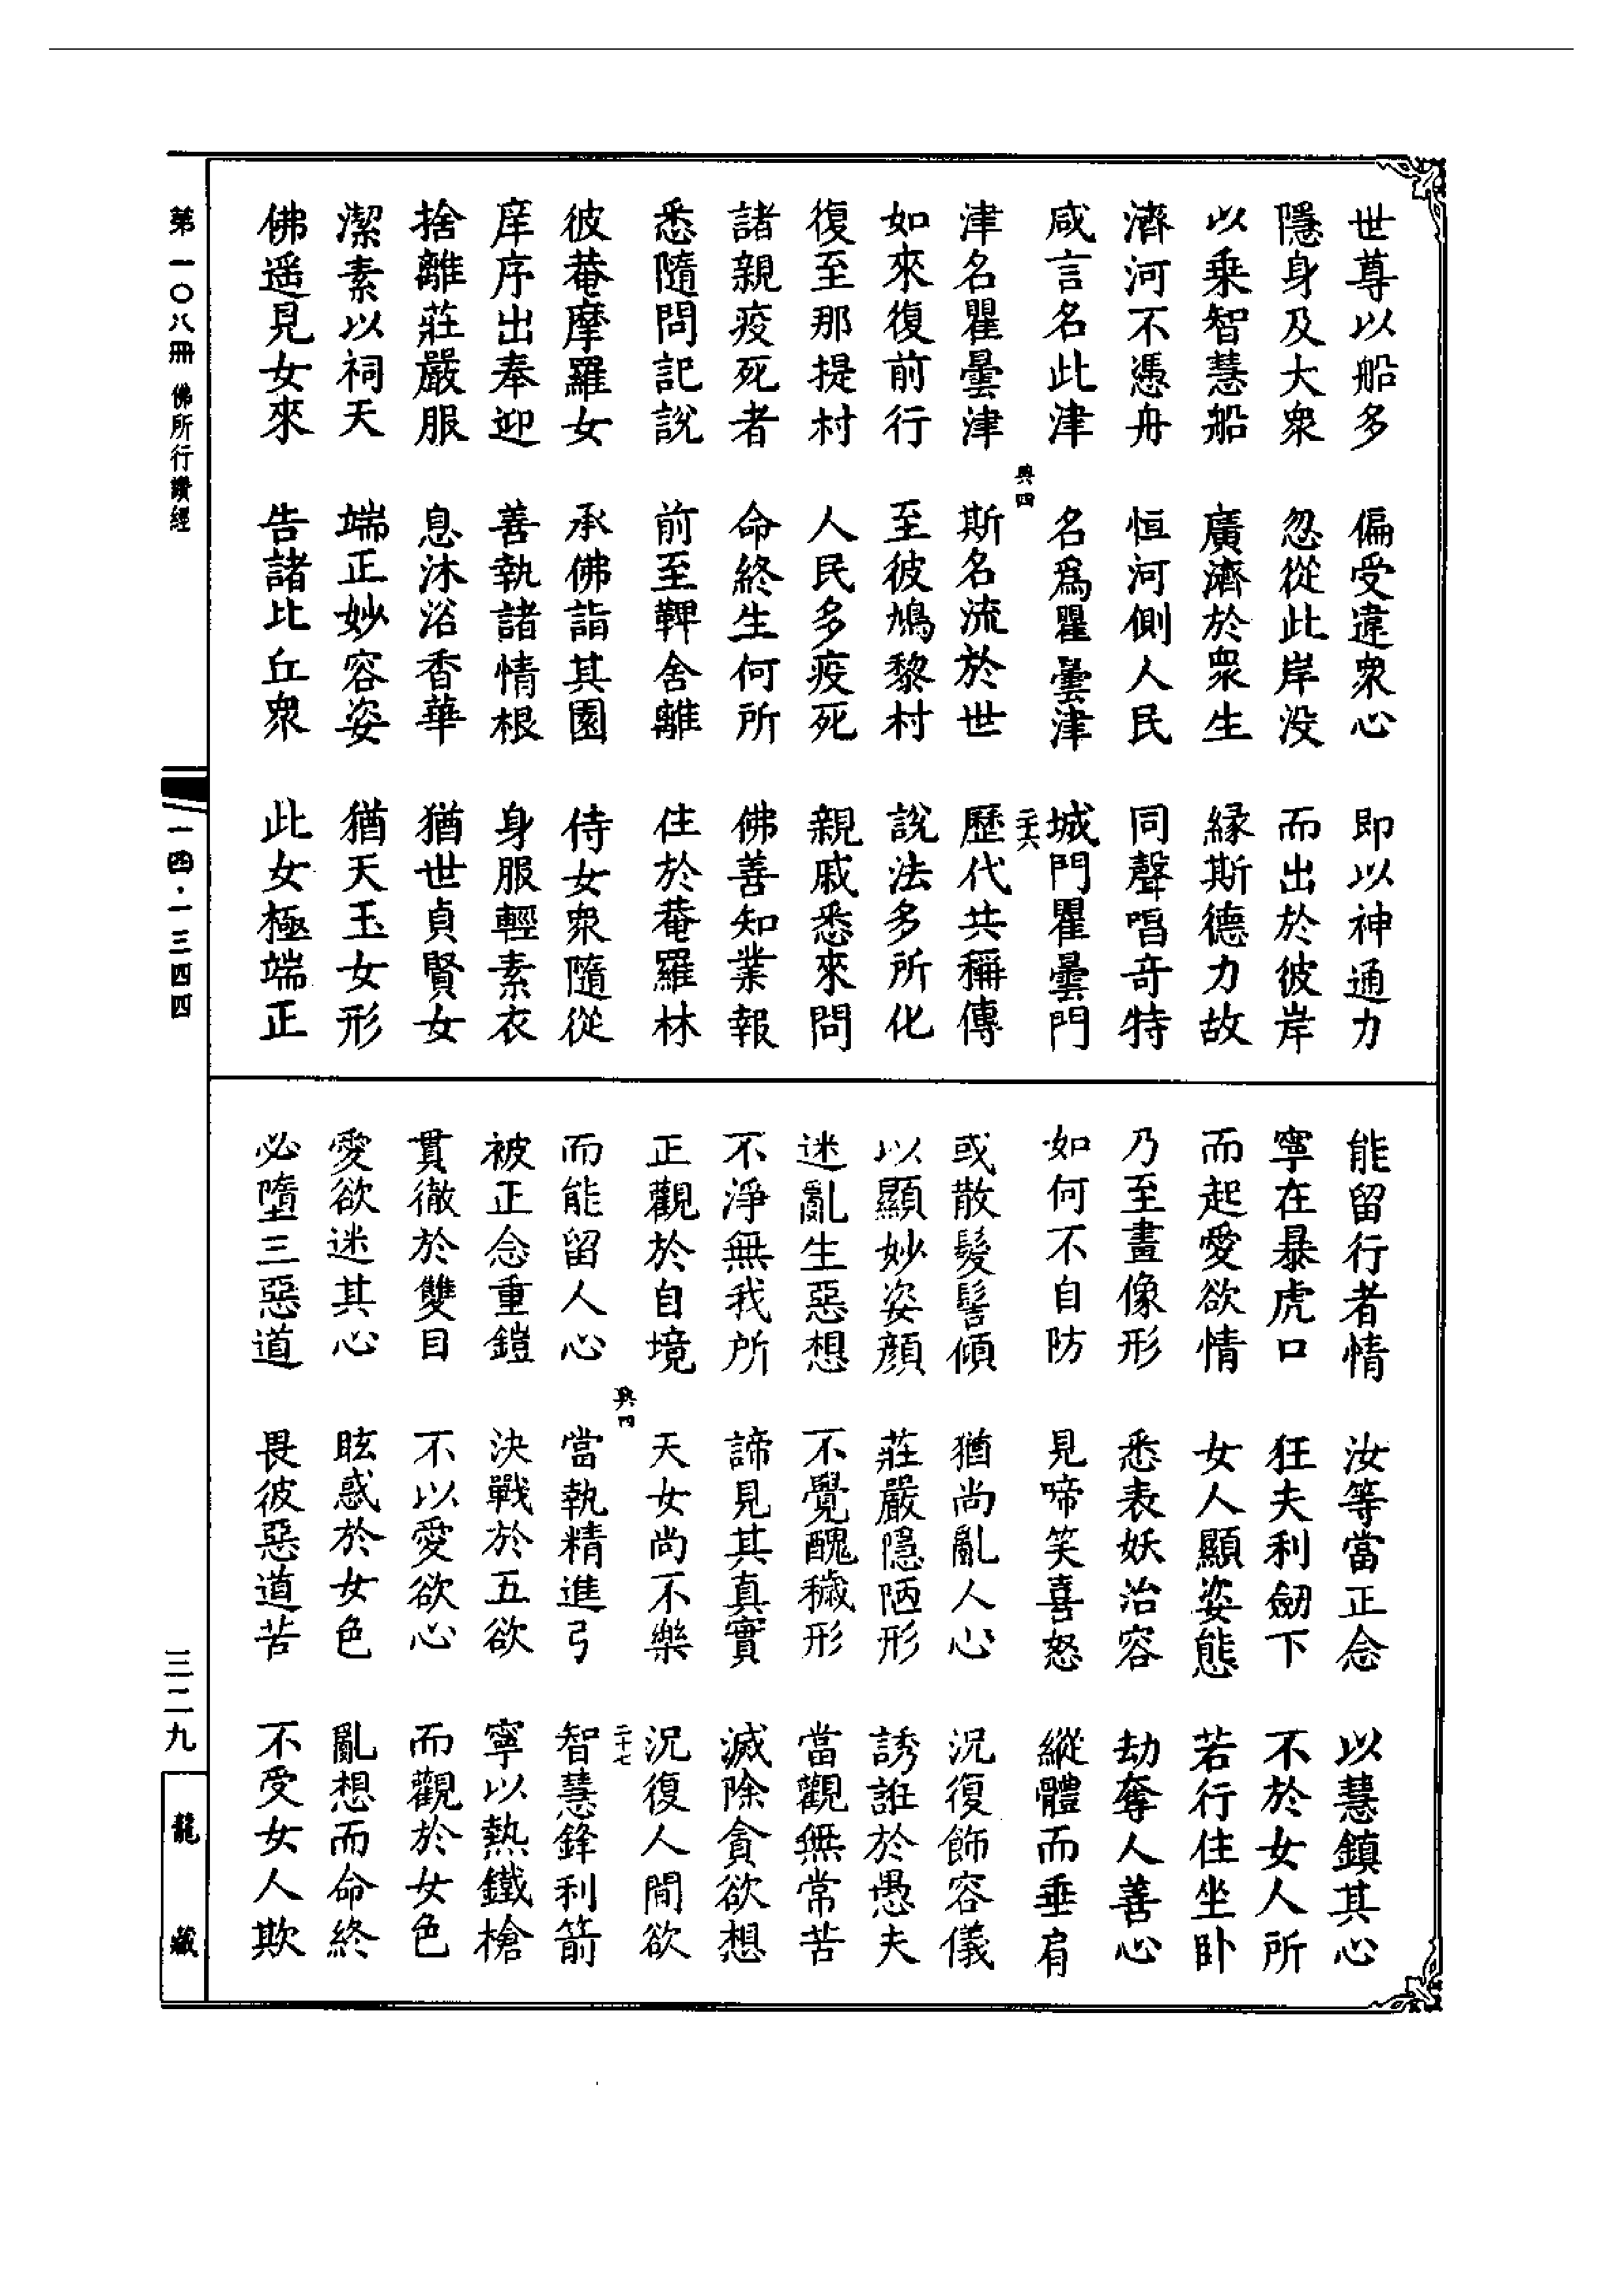 世尊以船多　偏受違衆心　即以神通力
隱身及大衆　忽從此岸没　而出於彼岸
以乗智慧船　廣濟於衆生　緣斯德力故
濟河不憑舟　恒河側人民　同聲唱奇特
咸言名此津　名爲瞿曇津　城門瞿曇門
興四　二十六
津名瞿曇津　斯名流於世　歷代共稱傳
如來復前行　至彼鳩黎村　說法多所化
復至那提村　人民多疫死　親戚悉來問
諸親疫死者　命終生何所　佛善知業報
悉隨問記說　前至鞞舍離　住於菴羅林
彼菴摩羅女　承佛詣其園　侍女衆隨從
庠序出奉迎　善執諸情根　身服輕素衣
捨離莊嚴服　息沐浴香華　猶世貞賢女
潔素以祠天　端正妙容姿　猶天玉女形
佛遥見女來　告諸比丘衆　此女極端正
能留行者情　汝等當正念　以慧鎮其心
寧在暴虎口　狂夫利劒下　不於女人所
而起愛欲情　女人顯姿態　若行住坐卧
乃至畫像形　悉表妖冶容　劫奪人善心
如何不自防　見啼笑喜怒　縱體而垂肩
或散髮髻傾　猶尚亂人心　況復飾容儀
以顯妙姿顔　莊嚴隱陋形　誘誑於愚夫
迷亂生惡想　不覺醜穢形　當觀無常苦
不淨無我所　諦見其真實　滅除貪欲想
正觀於自境　天女尚不樂　況復人間欲
興四　二十七
而能留人心　當執精進弓　智慧鋒利箭
被正念重鎧　決戰於五欲　寧以熱鐵槍
貫徹於雙目　不以愛欲心　而觀於女色
愛欲迷其心　眩惑於女色　亂想而命終
必墮三惡道　畏彼惡道苦　不受女人欺
第一〇八冊　佛所行讚經
一四·一三四四
三二九
龍藏